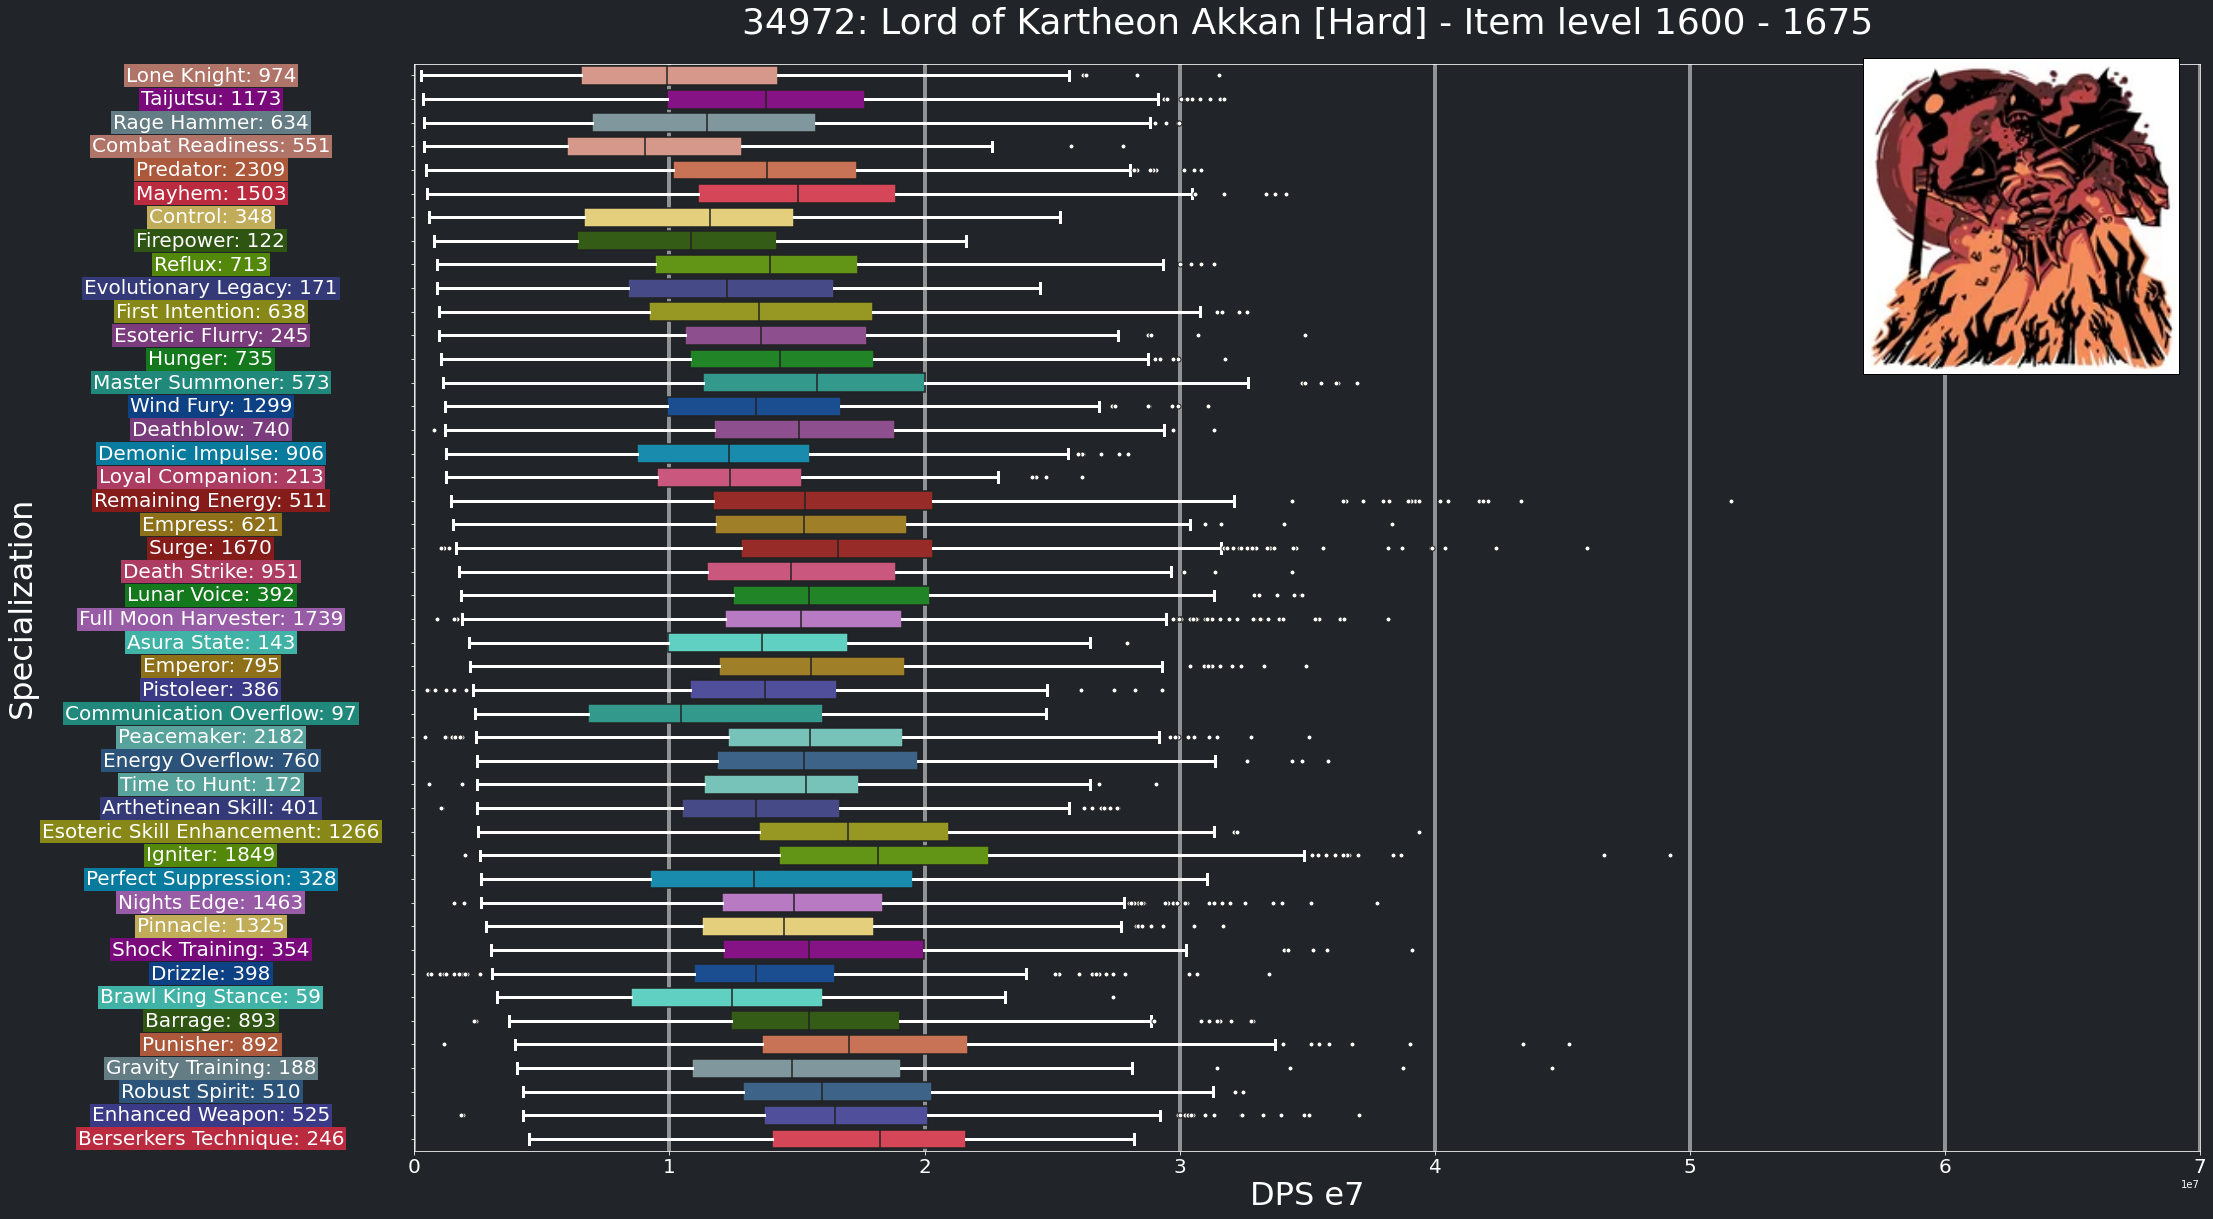 34972: Lord of Kartheon Akkan [Hard] - Item level 1600 - 1675
Specialization
Lone Knight: 974
Taijutsu: 1173
Rage Hammer: 634
Combat Readiness: 551
Predator: 2309
Mayhem: 1503
Control: 348
Firepower: 122
Reflux: 713
Evolutionary Legacy: 171
First Intention: 638
Esoteric Flurry: 245
Hunger: 735
Master Summoner: 573
Wind Fury: 1299
Deathblow: 740
Demonic Impulse: 906
Loyal Companion: 213
Remaining Energy: 511
Empress: 621
Surge: 1670
Death Strike: 951
Lunar Voice: 392
Full Moon Harvester: 1739
Asura State: 143
Emperor: 795
Pistoleer: 386
Communication Overflow: 97
Peacemaker: 2182
Energy Overflow: 760
Time to Hunt: 172
Arthetinean Skill: 401
Esoteric Skill Enhancement: 1266
Igniter: 1849
Perfect Suppression: 328
Nights Edge: 1463
Pinnacle: 1325
Shock Training: 354
Drizzle: 398
Brawl King Stance: 59
Barrage: 893
Punisher: 892
Gravity Training: 188
Robust Spirit: 510
Enhanced Weapon: 525
Berserkers Technique: 246
0 1 2 3 4 5 6 7
1e7
DPS e7